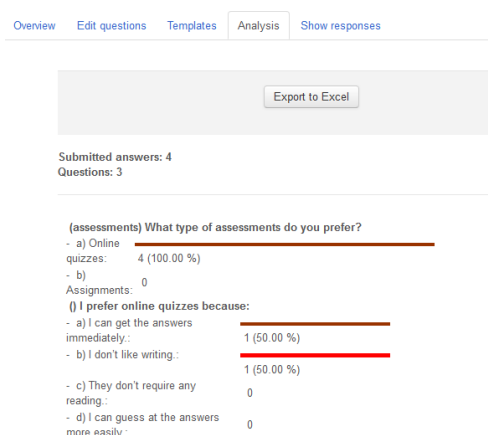 Overview Edit questions Templates Analysis Show responses
Export to Excel
Submitted answers: 4
Questions: 3
(assessments) What type of assessments do you prefer?
- a) Online
quizzes: 4 (100.00 %)
- b)
Assignments: 0
() I prefer online quizzes because:
- a) I can get the answers
immediately.: 1 (50.00 %)
- b) I don't like writing.:
1 (50.00 %)
- c) They don't require any
reading.: 0
- d) I can guess at the answers
more easily.: 0